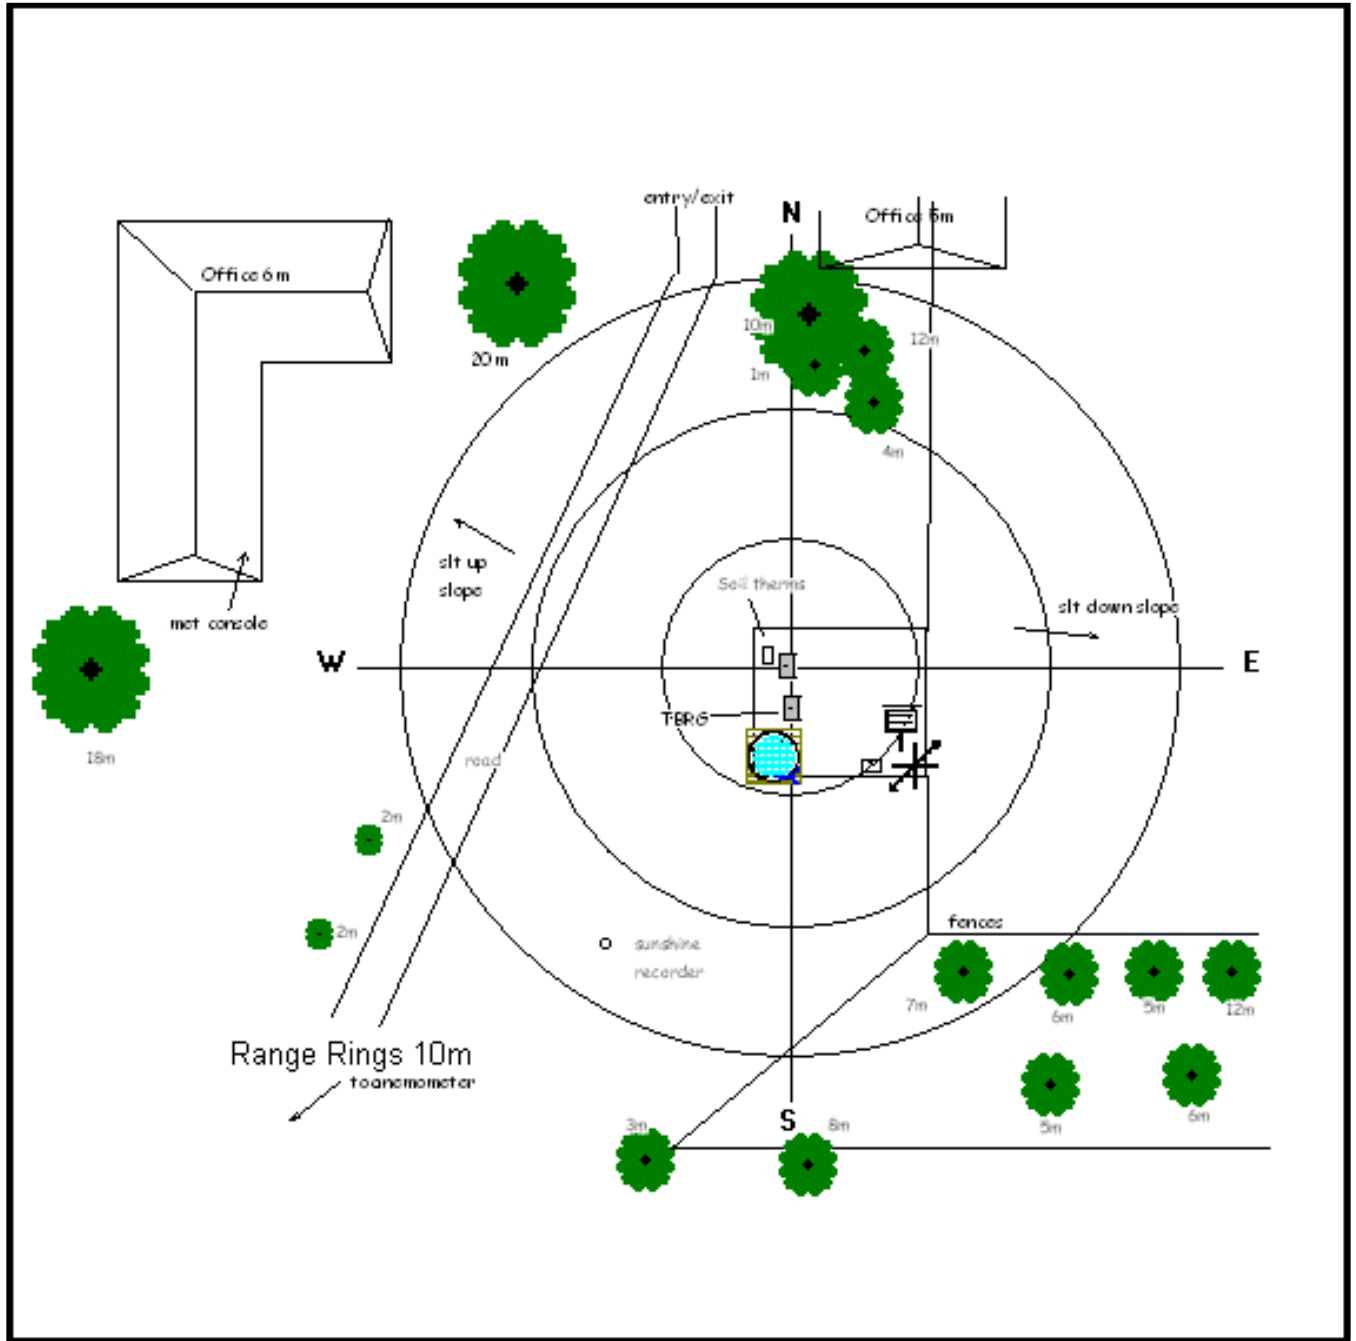 entry/exit
N
Office 5m
Office 6m
10m
12m
20 m
1m
4m
slt up
slope
Soil therms
met console
slt down slope
W
E
TBRG
18m
road
2m
2m
fences
sunshine
recorder
7m
6m
5m
12m
Range Rings 10m
to anemometer
S
3m
8m
5m
6m